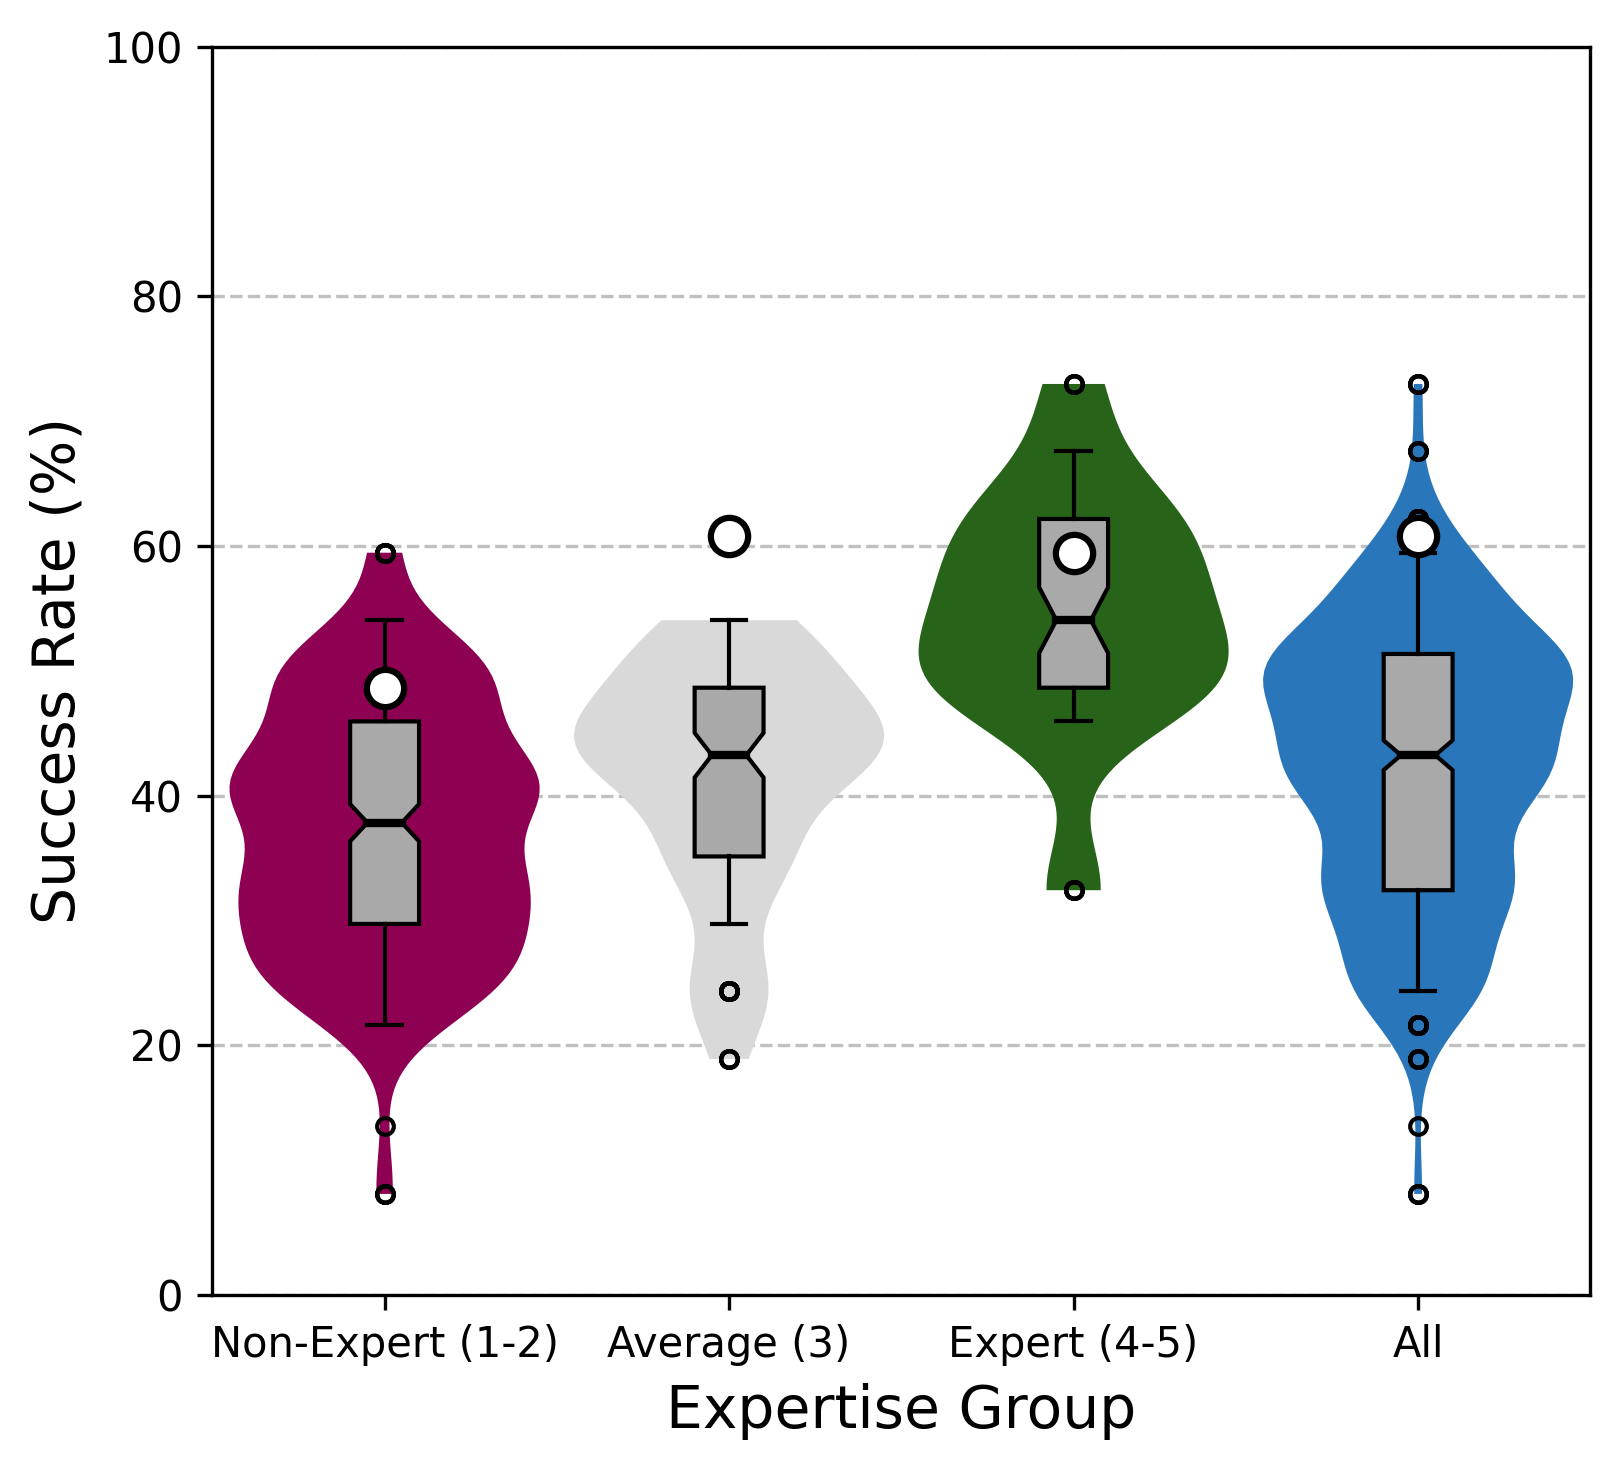 100
80
60
40
20
0
Success Rate (%)
Non-Expert (1-2) Average (3) Expert (4-5) All
Expertise Group